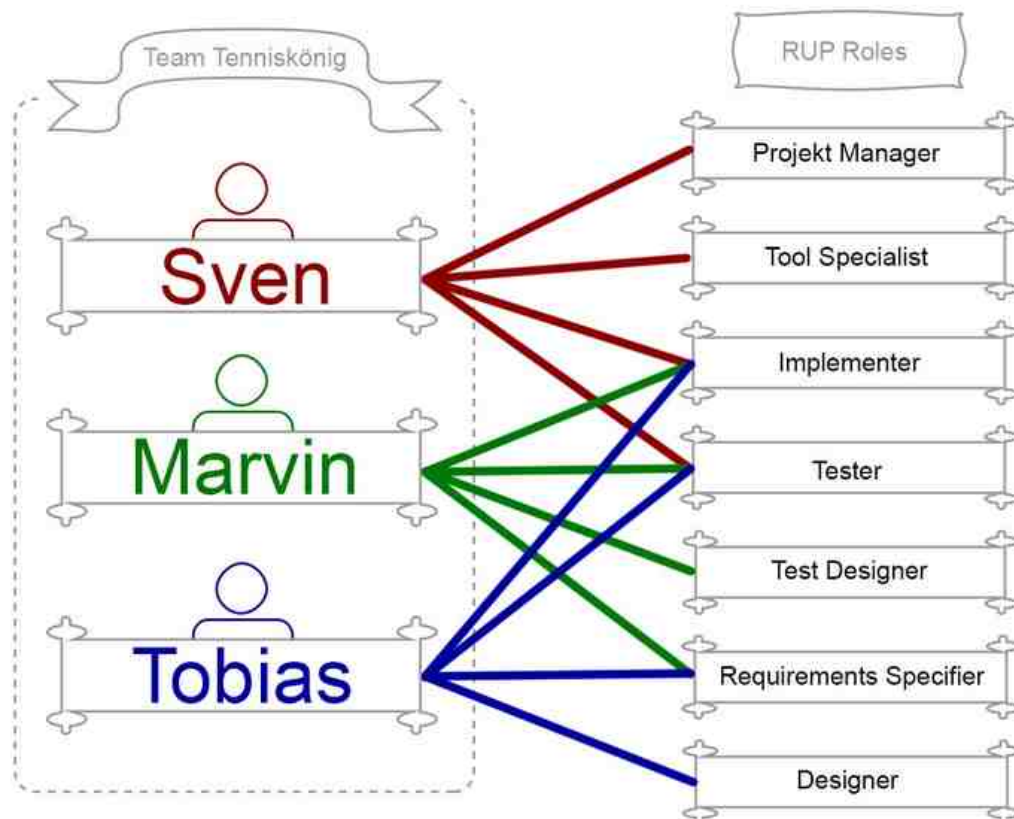 Team Tenniskönig
RUP Roles
Sven
Marvin
Tobias
Projekt Manager
Tool Specialist
Implementer
Tester
Test Designer
Requirements Specifier
Designer